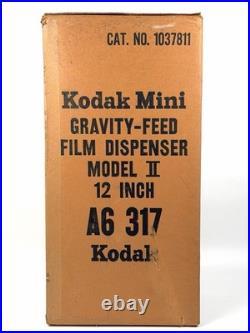 CAT. NO. 1037811
Kodak Mini
GRAVITY-FEED
FILM DISPENSER
MODEL II
12 INCH
A6 317
Kodak